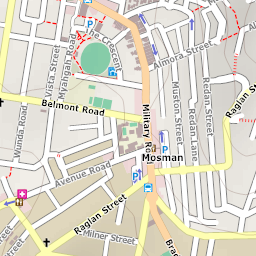 The Crescent
Vista Street
Myahgah Road
Almora Street
Belmont Road
Military Road
Muston Street
Redan Street
Redan Lane
Raglan Street
Wunda Road
Mosman
Avenue Road
Raglan Street
Milner Street
Brad
P
P
P